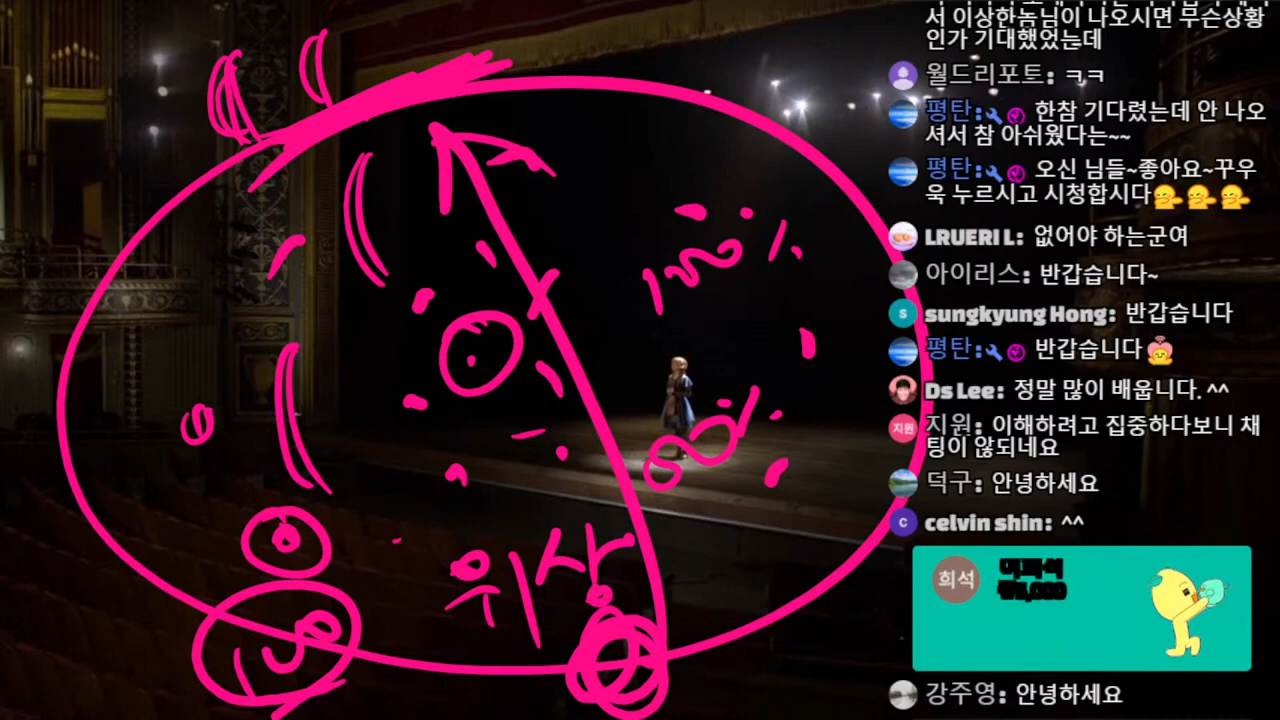 서 이상한놈님이 나오시면 무슨상황
인가 기대했었는데
월드리포트: ㅋㅋ
평탄: 한참 기다렸는데 안 나오
셔서 참 아쉬웠다는~~
평탄: 오신 님들~좋아요~꾸우
욱 누르시고 시청합시다
LRUERI L: 없어야 하는군여
아이리스: 반갑습니다~
S sungkyung Hong: 반갑습니다
평탄: 반갑습니다
Ds Lee: 정말 많이 배웁니다.^^
지원 지원: 이해하려고 집중하다보니 채
팅이 않되네요
덕구: 안녕하세요
C celvin shin: ^^
희석
강주영: 안녕하세요
위상